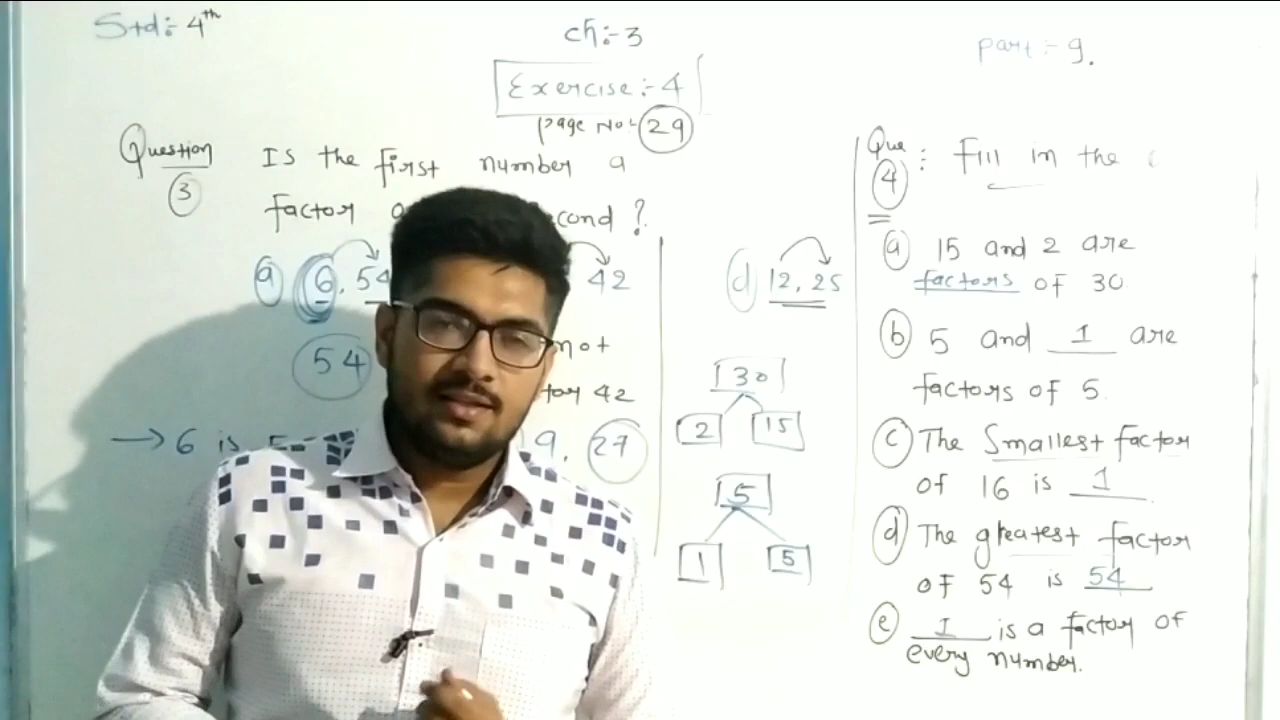 Std:- 4th
ch:-3
part:- 9.
Exercise:-4
page No:- 29
Question
3
Is the first number a
factor
cond ?
a 6, 54
42
54
not
tor 42
→ 6 is
9, 27
d 12, 25
30
2 15
5
1 5
Que : Fill in the
4
a 15 and 2 are
factors of 30
b 5 and 1 are
factors of 5.
c The Smallest factor
of 16 is 1
d The greatest factor
of 54 is 54
e 1 is a factor of
every number.